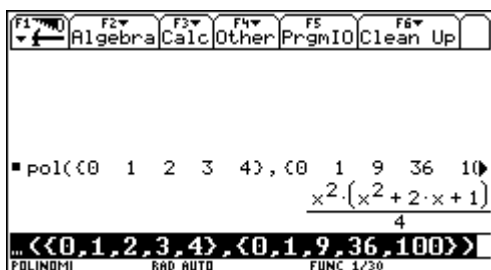 F1 F2 Algebra F3 Calc F4 Other F5 PrgmIO F6 Clean Up
▪ pol({0 1 2 3 4},{0 1 9 36 10▶
x²·(x²+2·x+1)
4
…({0,1,2,3,4},{0,1,9,36,100})
POLINOMI RAD AUTO FUNC 1/30